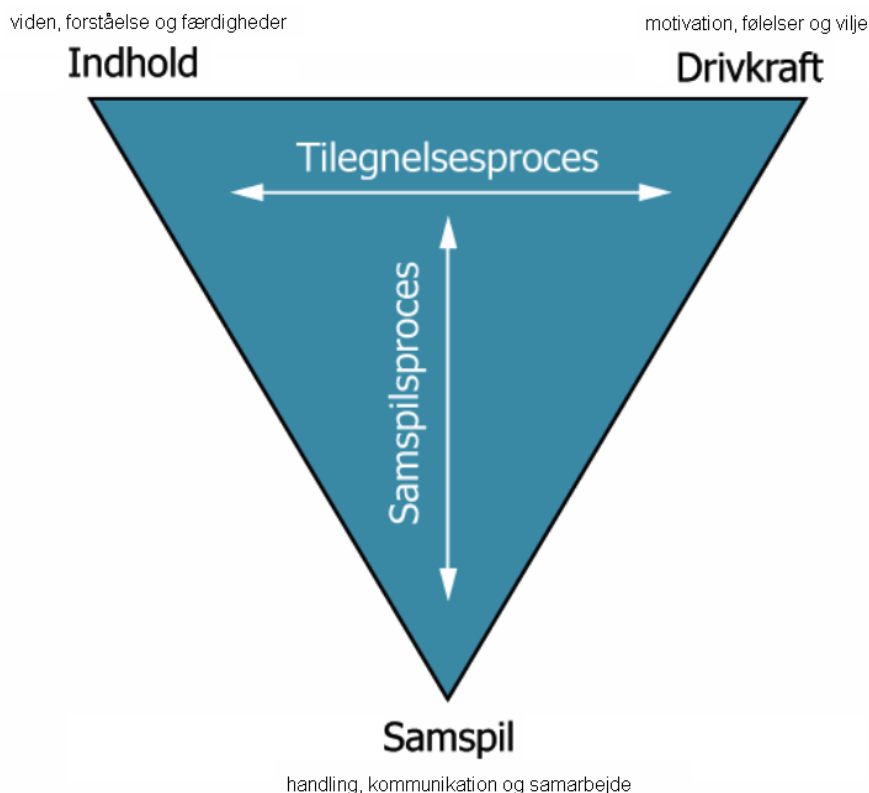 viden, forståelse og færdigheder
motivation, følelser og vilje
Indhold
Drivkraft
Tilegnelsesproces
Samspilsproces
Samspil
handling, kommunikation og samarbejde